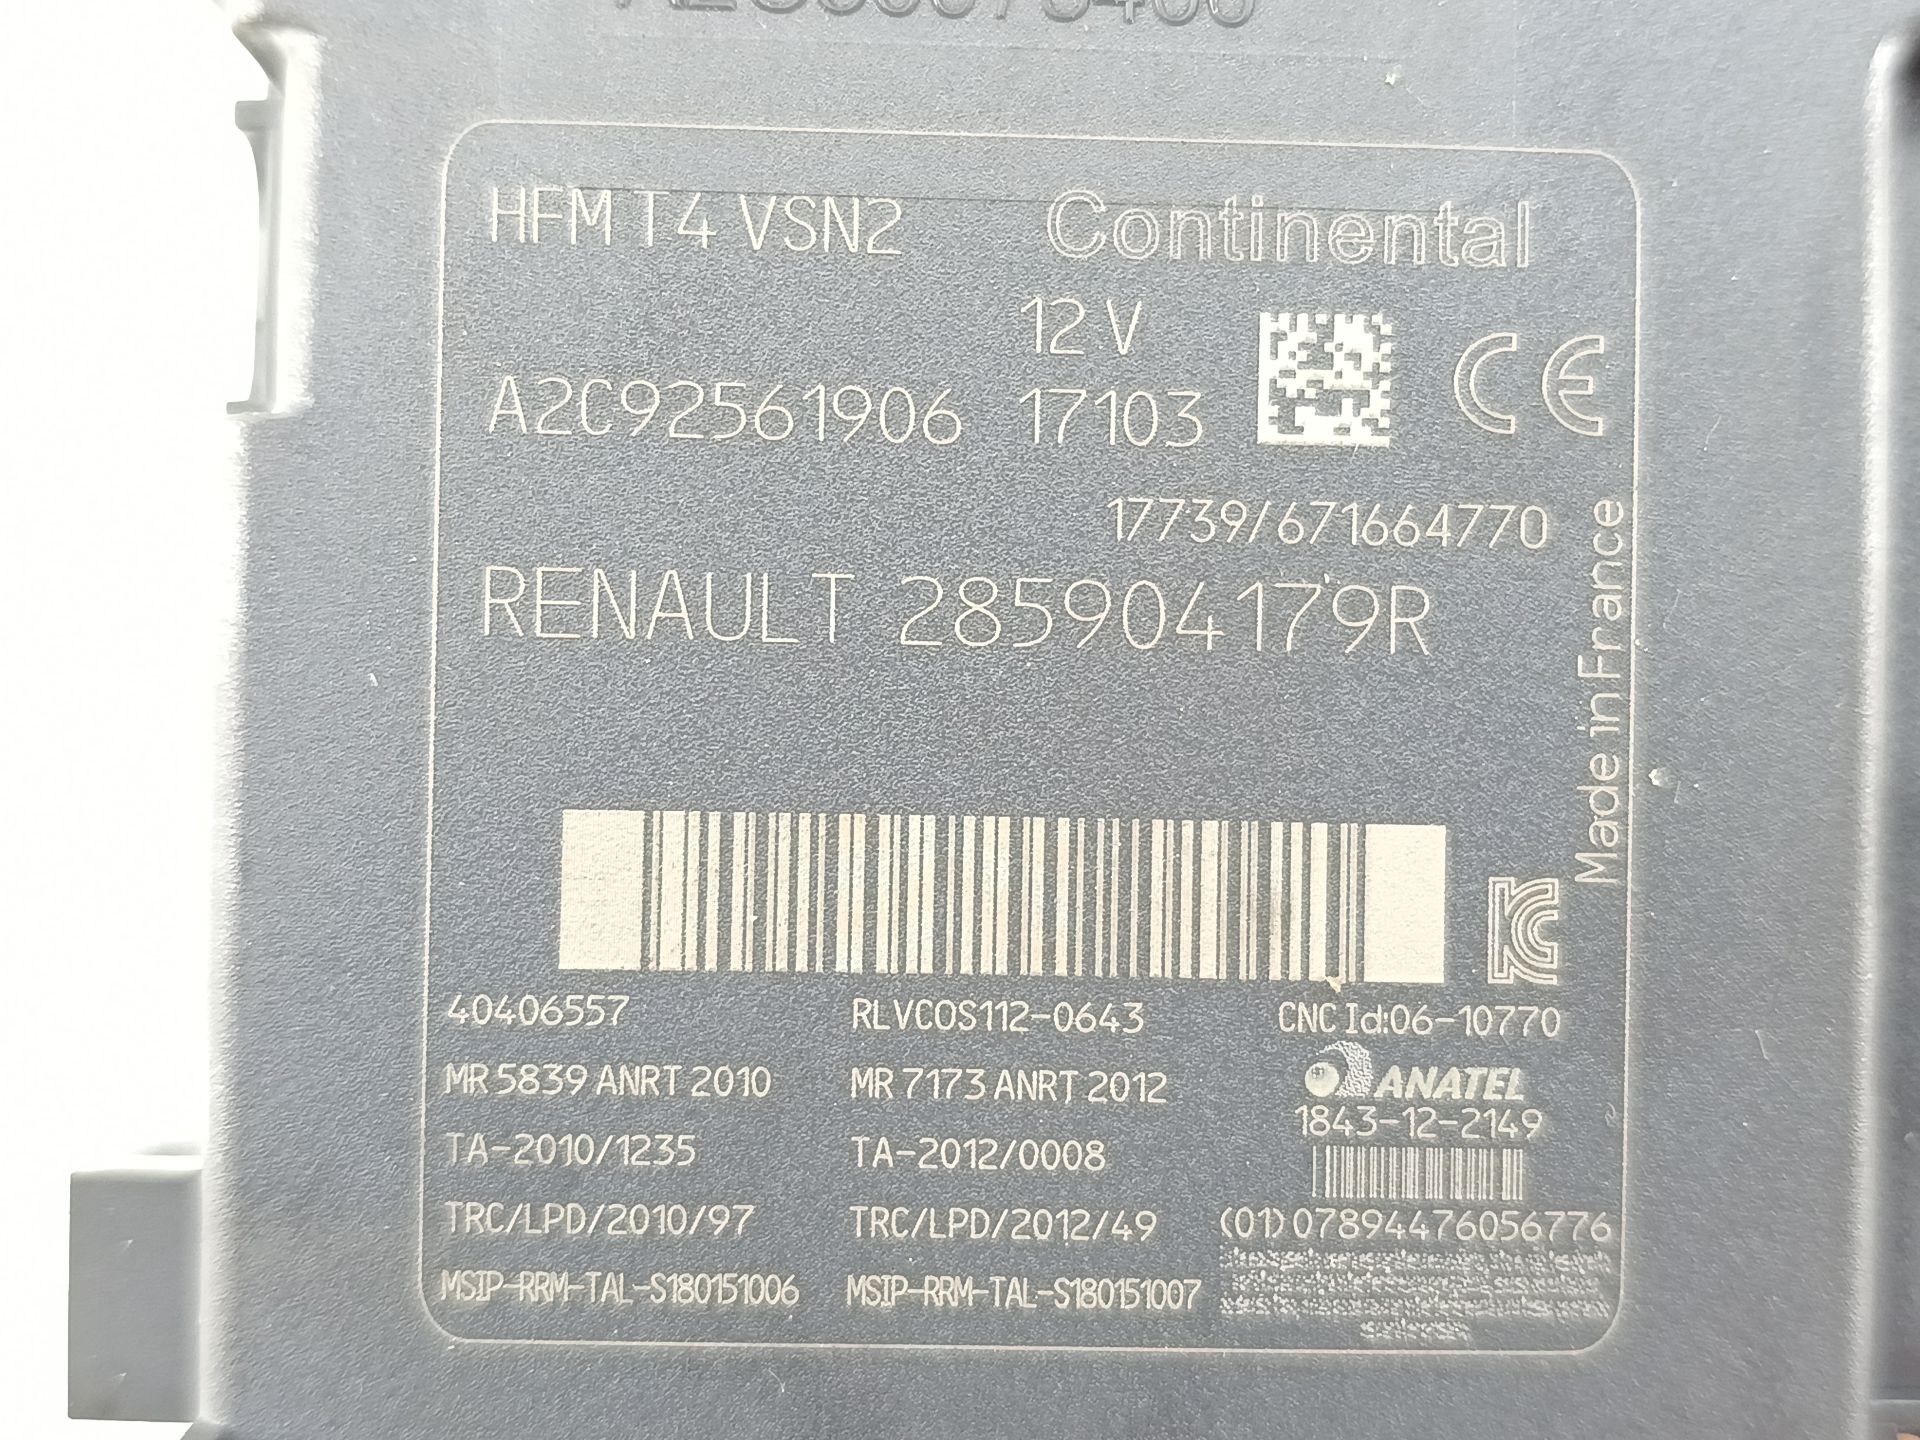 HFM T4 VSN2 Continental
12 V
A2C92561906 17103 CE
17739/671664770
RENAULT 285904179R
Made in France
40406557 RLVCOS112-0643 CNC Id:06-10770
MR 5839 ANRT 2010 MR 7173 ANRT 2012 ANATEL
1843-12-2149
TA-2010/1235 TA-2012/0008
TRC/LPD/2010/97 TRC/LPD/2012/49 (01)07894476056776
MSIP-RRM-TAL-S180151006 MSIP-RRM-TAL-S180151007